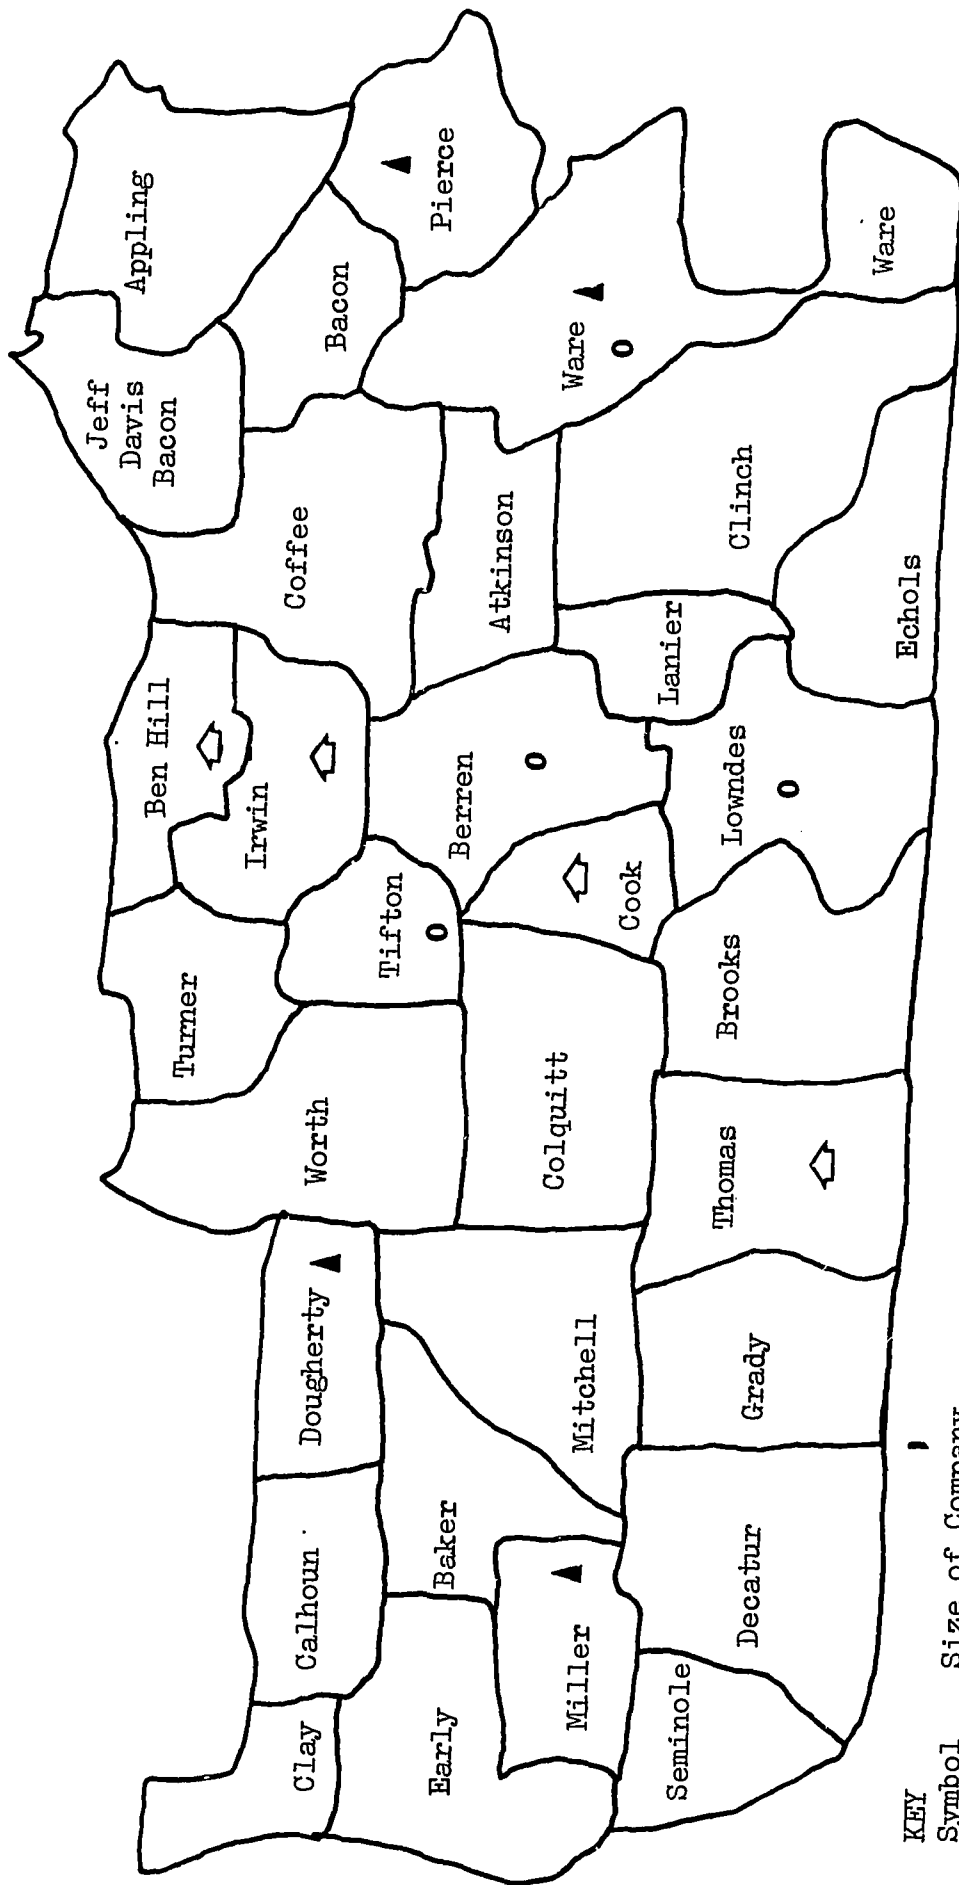 Appling
Jeff
Davis
Bacon
Bacon
Pierce
Ware
Ware
Coffee
Atkinson
Clinch
Echols
Lanier
Ben Hill
Irwin
Berren
Lowndes
Turner
Tifton
Cook
Brooks
Worth
Colquitt
Thomas
Dougherty
Mitchell
Grady
Calhoun
Baker
Miller
Decatur
Clay
Early
Seminole
KEY
Symbol Size of Company